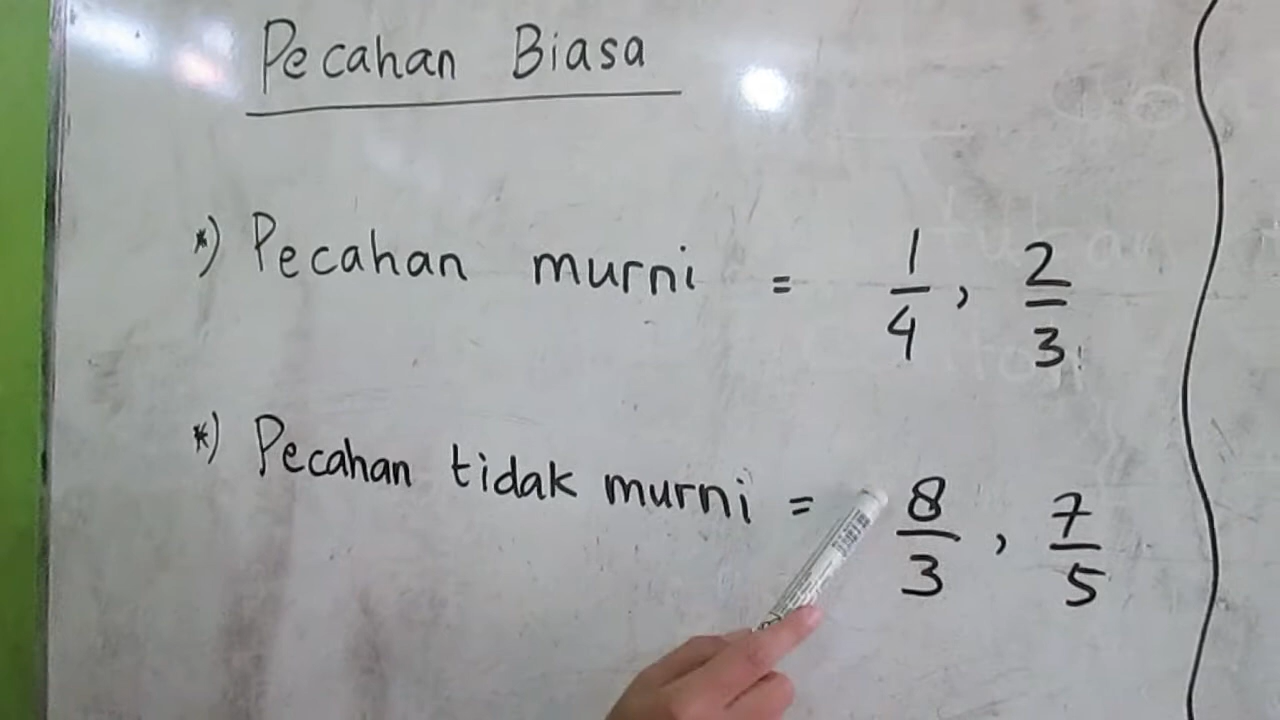 Pecahan Biasa
*) Pecahan murni = 1/4, 2/3
*) Pecahan tidak murni = 8/3, 7/5